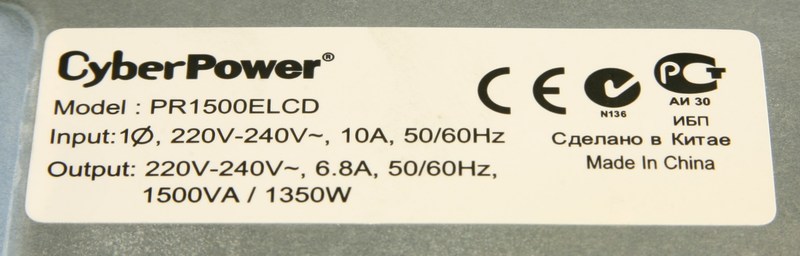 CyberPower®
Model : PR1500ELCD
Input:1Ø, 220V-240V~, 10A, 50/60Hz
Output: 220V-240V~, 6.8A, 50/60Hz,
1500VA / 1350W
CE
N136
РСТ
АИ 30
ИБП
Сделано в Китае
Made In China